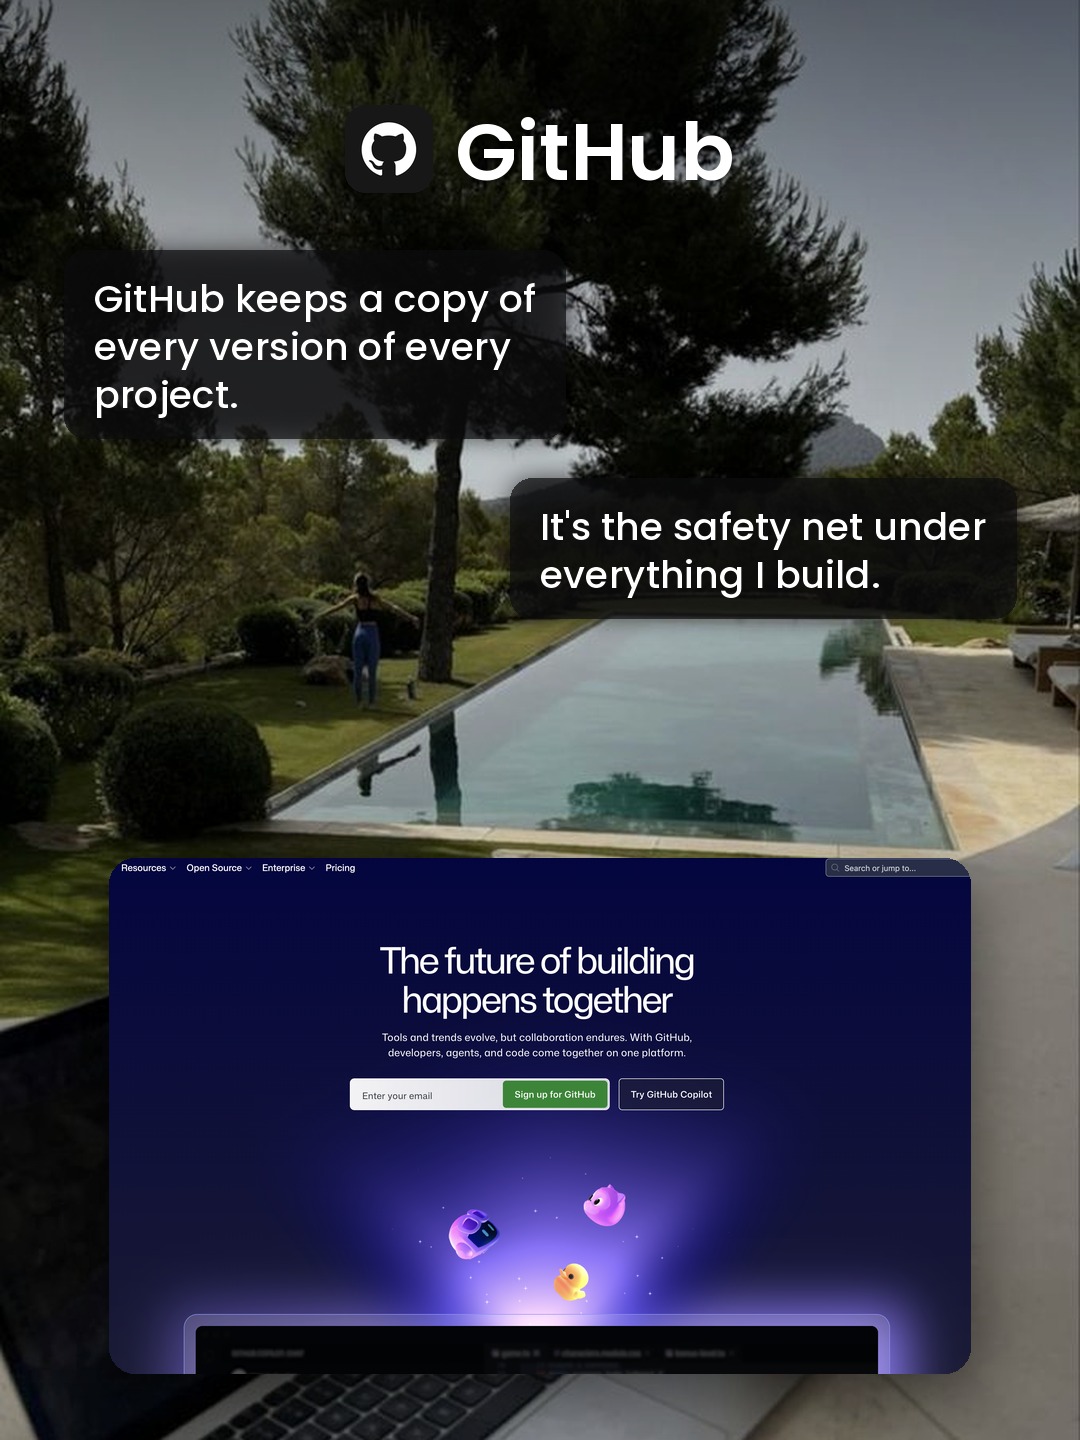 GitHub
GitHub keeps a copy of
every version of every
project.
It's the safety net under
everything I build.
Resources
Open Source
Enterprise
Pricing
Search or jump to...
The future of building
happens together
Tools and trends evolve, but collaboration endures. With GitHub,
developers, agents, and code come together on one platform.
Enter your email
Sign up for GitHub
Try GitHub Copilot